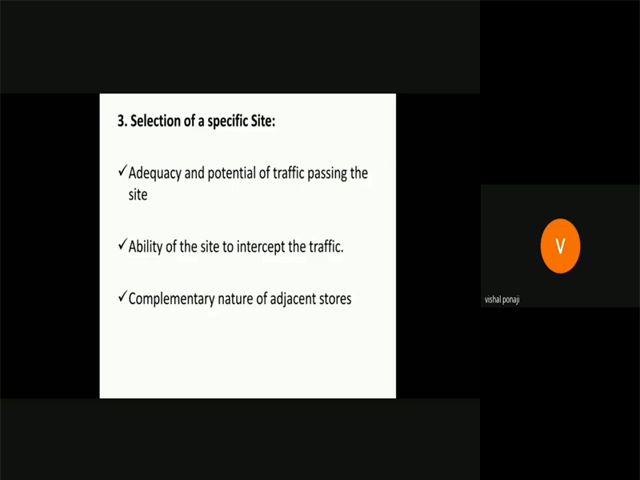 3. Selection of a specific Site:
✓Adequacy and potential of traffic passing the
site
✓Ability of the site to intercept the traffic.
✓Complementary nature of adjacent stores
V
vishal ponaji